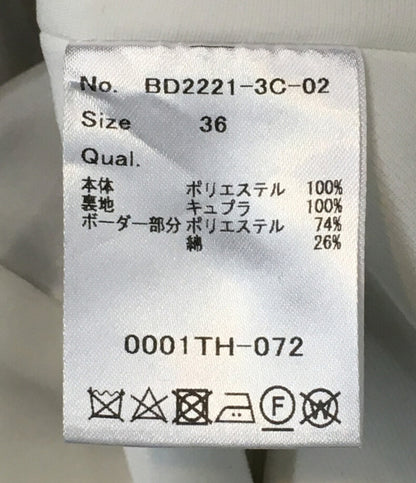 No. BD2221-3C-02
Size 36
Qual.
本体 ポリエステル 100%
裏地 キュプラ 100%
ボーダー部分 ポリエステル 74%
綿 26%
0001TH-072
F W